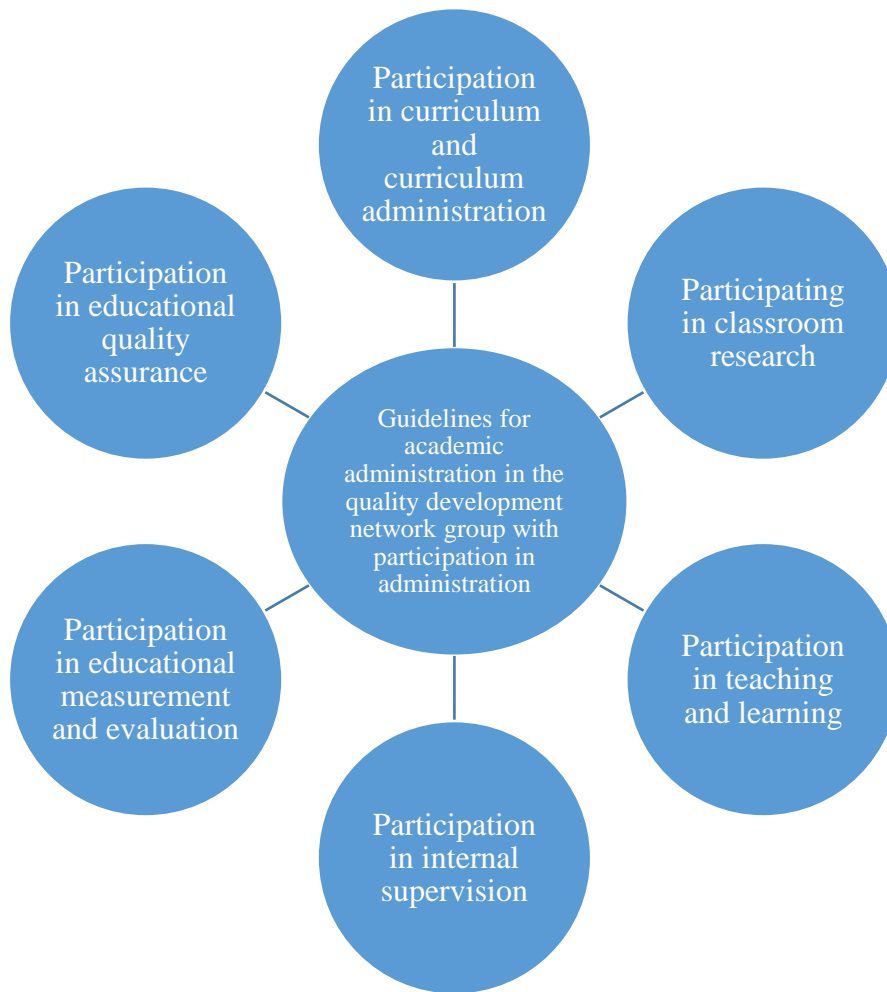 Participation
in curriculum
and
curriculum
administration
Participation
in educational
quality
assurance
Participating
in classroom
research
Guidelines for
academic
administration in the
quality development
network group with
participation in
administration
Participation
in educational
measurement
and evaluation
Participation
in teaching
and learning
Participation
in internal
supervision